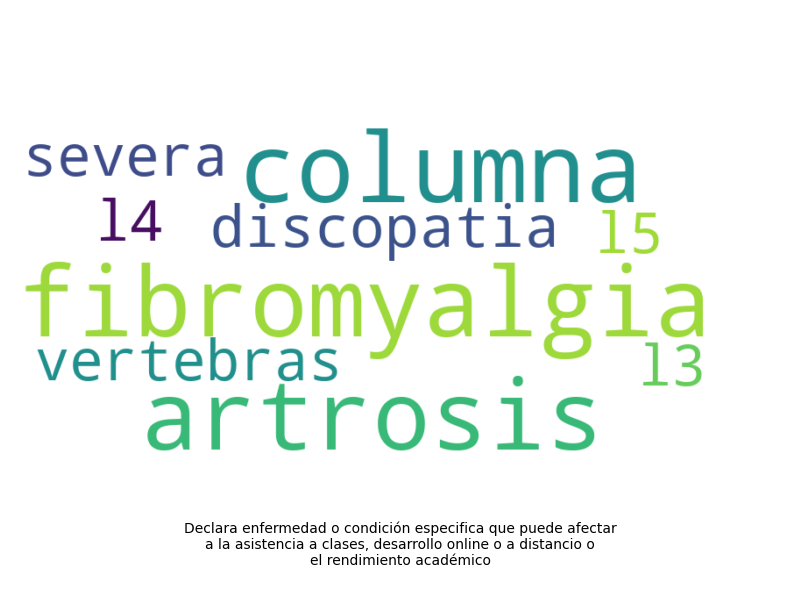 severa columna
l4 discopatia l5
fibromyalgia
vertebras l3
artrosis
Declara enfermedad o condición especifica que puede afectar
a la asistencia a clases, desarrollo online o a distancio o
el rendimiento académico